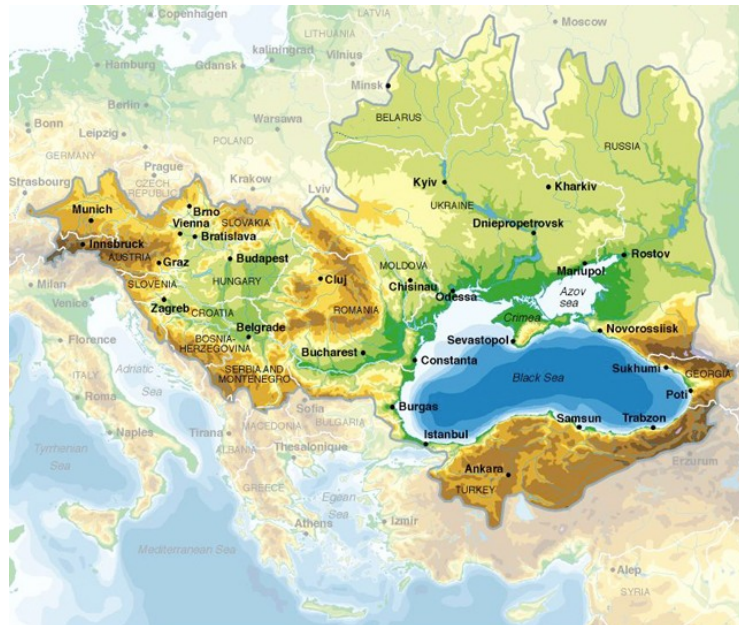 Copenhagen
LATVIA
Moscow
LITHUANIA
kaliningrad
Vilnius
Hamburg
Gdansk
Minsk
Berlin
BELARUS
Bonn
Warsawa
Leipzig
POLAND
RUSSIA
GERMANY
Prague
Strasbourg
CZECH
REPUBLIC
Krakow
Lviv
Kyiv
Kharkiv
UKRAINE
Munich
Brno
SLOVAKIA
Vienna
Bratislava
Dniepropetrovsk
Innsbruck
AUSTRIA
Graz
Budapest
MOLDOVA
Rostov
Mariupol
HUNGARY
Cluj
Chisinau
Milan
SLOVENIA
Odessa
Azov
sea
Venice
Zagreb
CROATIA
ROMANIA
Crimea
Novorossiisk
Florence
BOSNIA-
HERZEGOVINA
Belgrade
Sevastopol
Bucharest
Constanta
ITALY
Adriatic
Sea
SERBIA AND
MONTENEGRO
Black Sea
Sukhumi
GEORGIA
Roma
Poti
Sofia
Burgas
BULGARIA
Naples
Tirana
MACEDONIA
Istanbul
Samsun
Trabzon
ALBANIA
Thesalonique
Tyrrhenian
Sea
Ankara
Erzurum
GREECE
TURKEY
Egean
Sea
Athens
Izmir
Mediterranean Sea
Alep
SYRIA